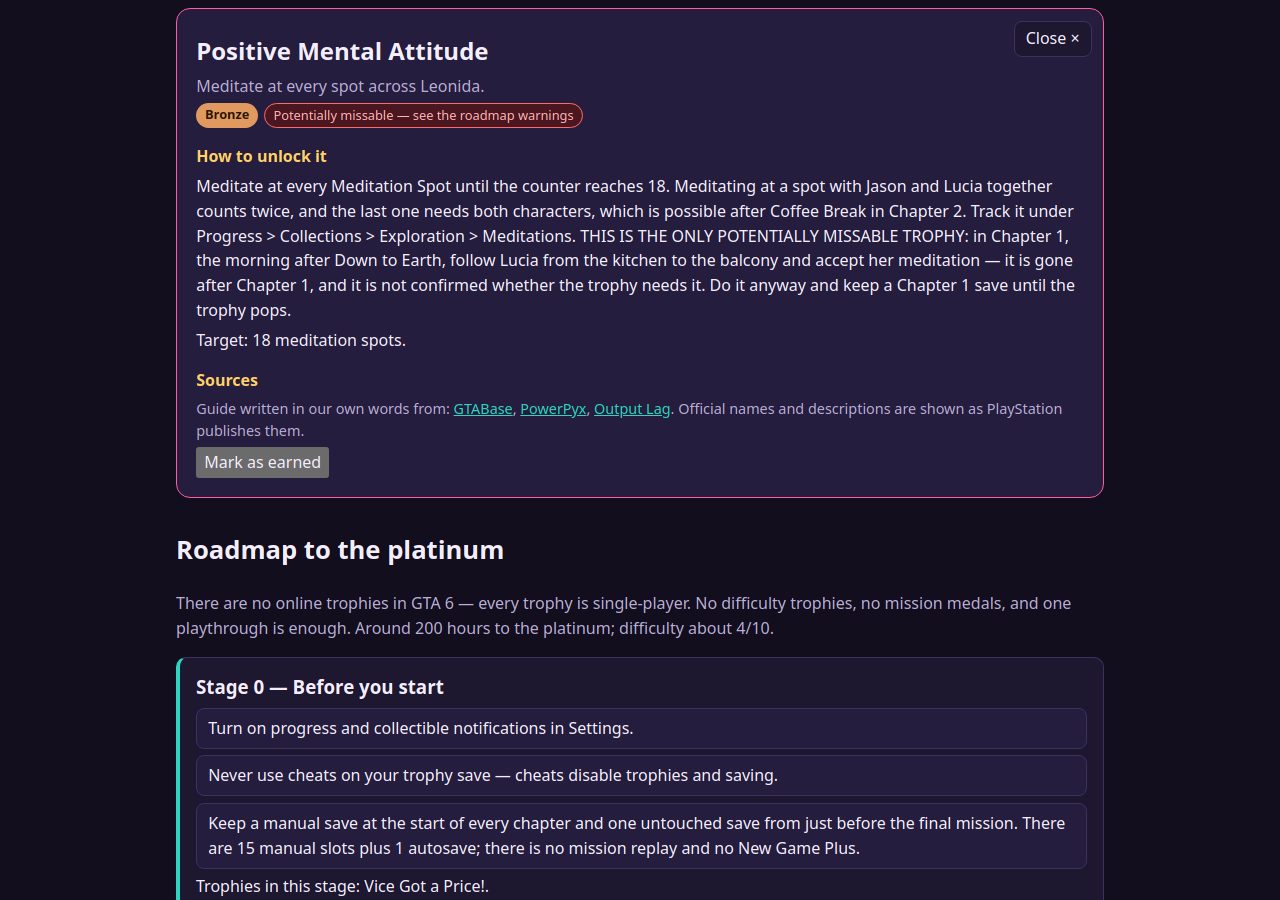 Close ×
Positive Mental Attitude
Meditate at every spot across Leonida.
Bronze
Potentially missable — see the roadmap warnings
How to unlock it
Meditate at every Meditation Spot until the counter reaches 18. Meditating at a spot with Jason and Lucia together
counts twice, and the last one needs both characters, which is possible after Coffee Break in Chapter 2. Track it under
Progress > Collections > Exploration > Meditations. THIS IS THE ONLY POTENTIALLY MISSABLE TROPHY: in Chapter 1,
the morning after Down to Earth, follow Lucia from the kitchen to the balcony and accept her meditation — it is gone
after Chapter 1, and it is not confirmed whether the trophy needs it. Do it anyway and keep a Chapter 1 save until the
trophy pops.
Target: 18 meditation spots.
Sources
Guide written in our own words from: GTABase, PowerPyx, Output Lag. Official names and descriptions are shown as PlayStation
publishes them.
Mark as earned
Roadmap to the platinum
There are no online trophies in GTA 6 — every trophy is single-player. No difficulty trophies, no mission medals, and one
playthrough is enough. Around 200 hours to the platinum; difficulty about 4/10.
Stage 0 — Before you start
Turn on progress and collectible notifications in Settings.
Never use cheats on your trophy save — cheats disable trophies and saving.
Keep a manual save at the start of every chapter and one untouched save from just before the final mission. There
are 15 manual slots plus 1 autosave; there is no mission replay and no New Game Plus.
Trophies in this stage: Vice Got a Price!.